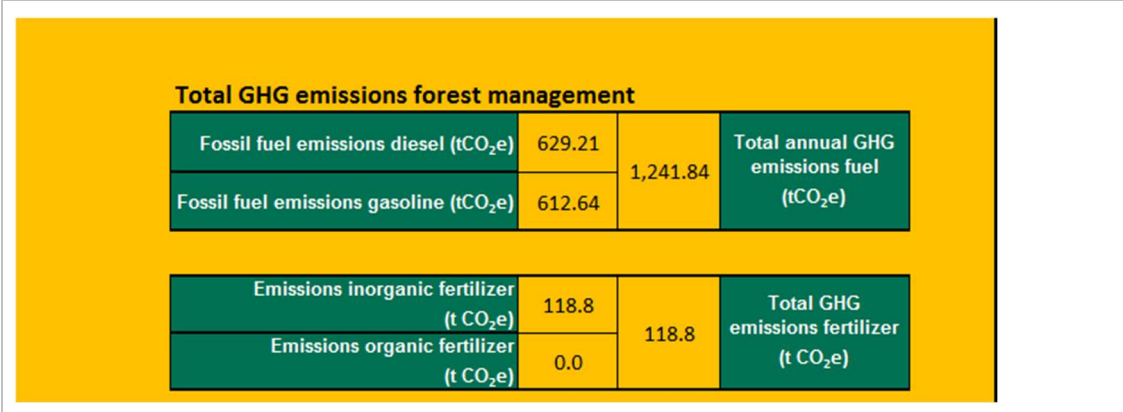 Total GHG emissions forest management
Fossil fuel emissions diesel (tCO₂e) 629.21
Fossil fuel emissions gasoline (tCO₂e) 612.64
1,241.84
Total annual GHG
emissions fuel
(tCO₂e)
Emissions inorganic fertilizer
(t CO₂e)
118.8
Emissions organic fertilizer
(t CO₂e)
0.0
118.8
Total GHG
emissions fertilizer
(t CO₂e)